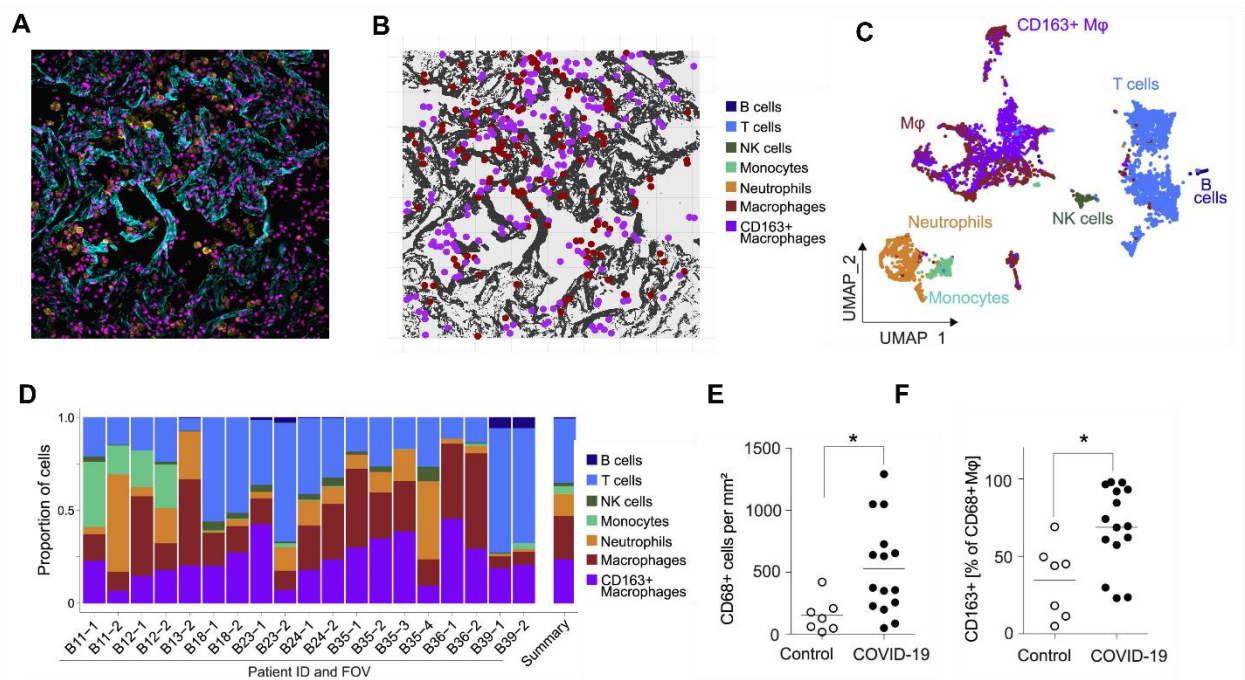 A
B
B cells
T cells
NK cells
Monocytes
Neutrophils
Macrophages
CD163+
Macrophages
C
CD163+ Mφ
T cells
Mφ
B
cells
NK cells
Neutrophils
Monocytes
UMAP_2
UMAP_1
D
Proportion of cells
1.0
0.5
0
B11-1
B11-2
B12-1
B12-2
B13-2
B18-1
B18-2
B23-1
B23-2
B24-1
B24-2
B35-1
B35-2
B35-3
B35-4
B36-1
B36-2
B39-1
B39-2
Summary
Patient ID and FOV
B cells
T cells
NK cells
Monocytes
Neutrophils
Macrophages
CD163+
Macrophages
E
CD68+ cells per mm²
1500
1000
500
0
*
Control
COVID-19
F
CD163+ [% of CD68+Mφ]
100
50
0
*
Control
COVID-19